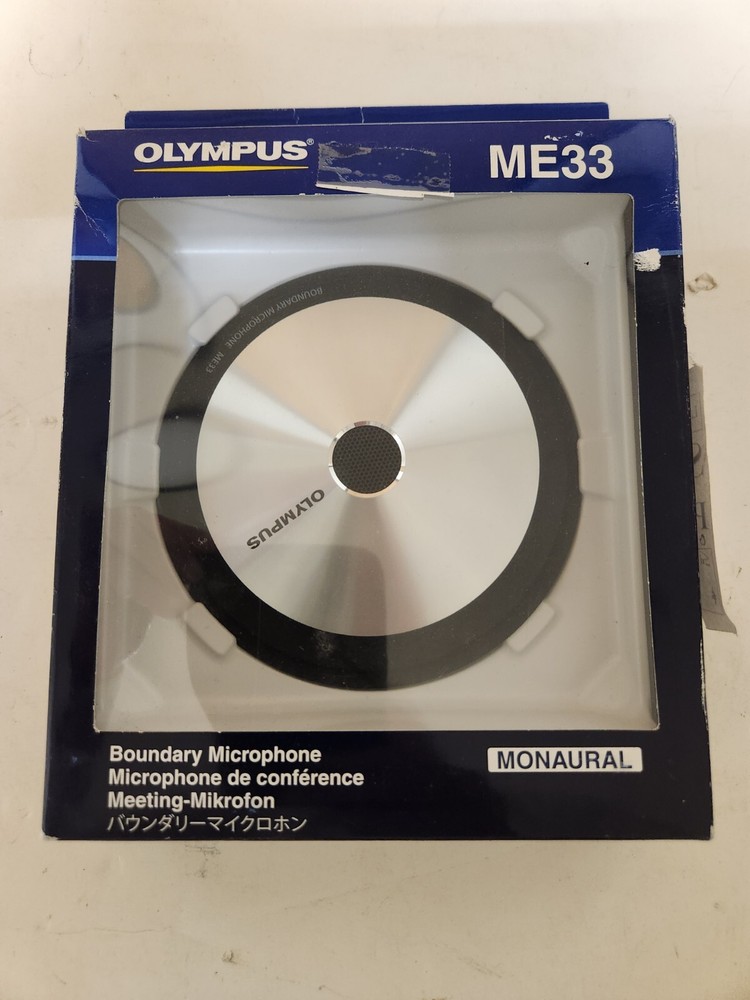 OLYMPUS®
ME33
BOUNDARY MICROPHONE ME33
OLYMPUS
Boundary Microphone
Microphone de conférence
Meeting-Mikrofon
バウンダリーマイクロホン
MONAURAL